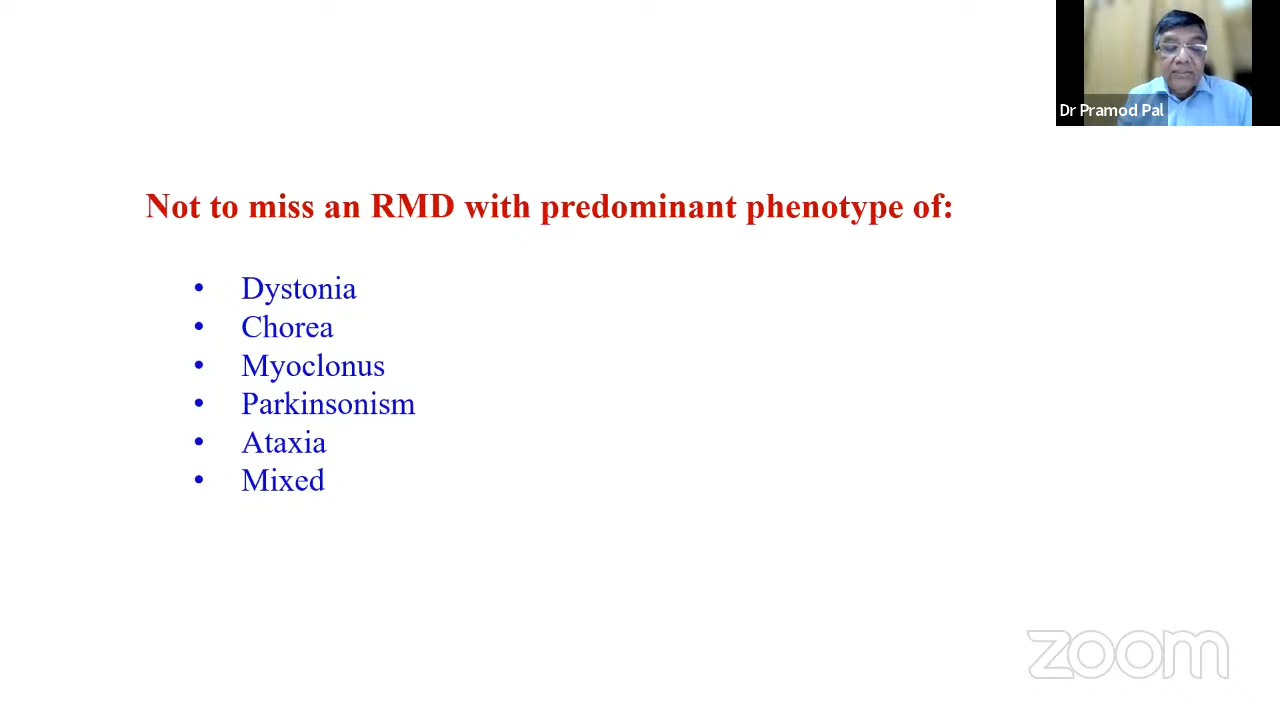 Dr Pramod Pal
Not to miss an RMD with predominant phenotype of:
• Dystonia
• Chorea
• Myoclonus
• Parkinsonism
• Ataxia
• Mixed
zoom